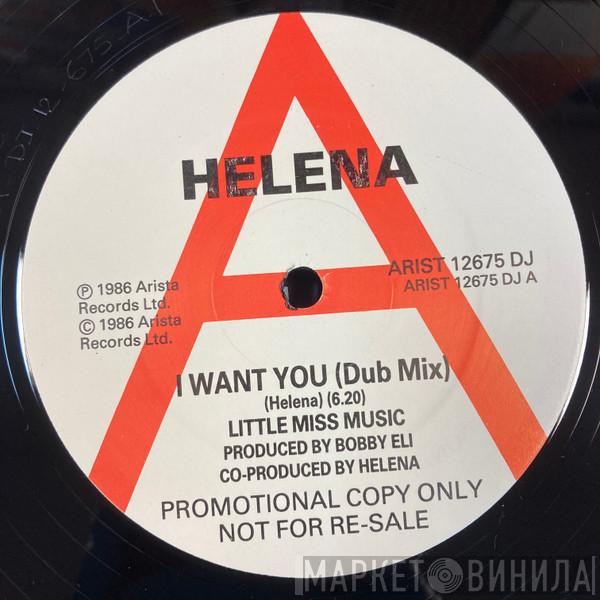 HELENA
ARIST 12675 DJ
ARIST 12675 DJ A
℗ 1986 Arista
Records Ltd.
© 1986 Arista
Records Ltd.
I WANT YOU (Dub Mix)
(Helena) (6.20)
LITTLE MISS MUSIC
PRODUCED BY BOBBY ELI
CO-PRODUCED BY HELENA
PROMOTIONAL COPY ONLY
NOT FOR RE-SALE
МАРКЕТ ВИНИЛА